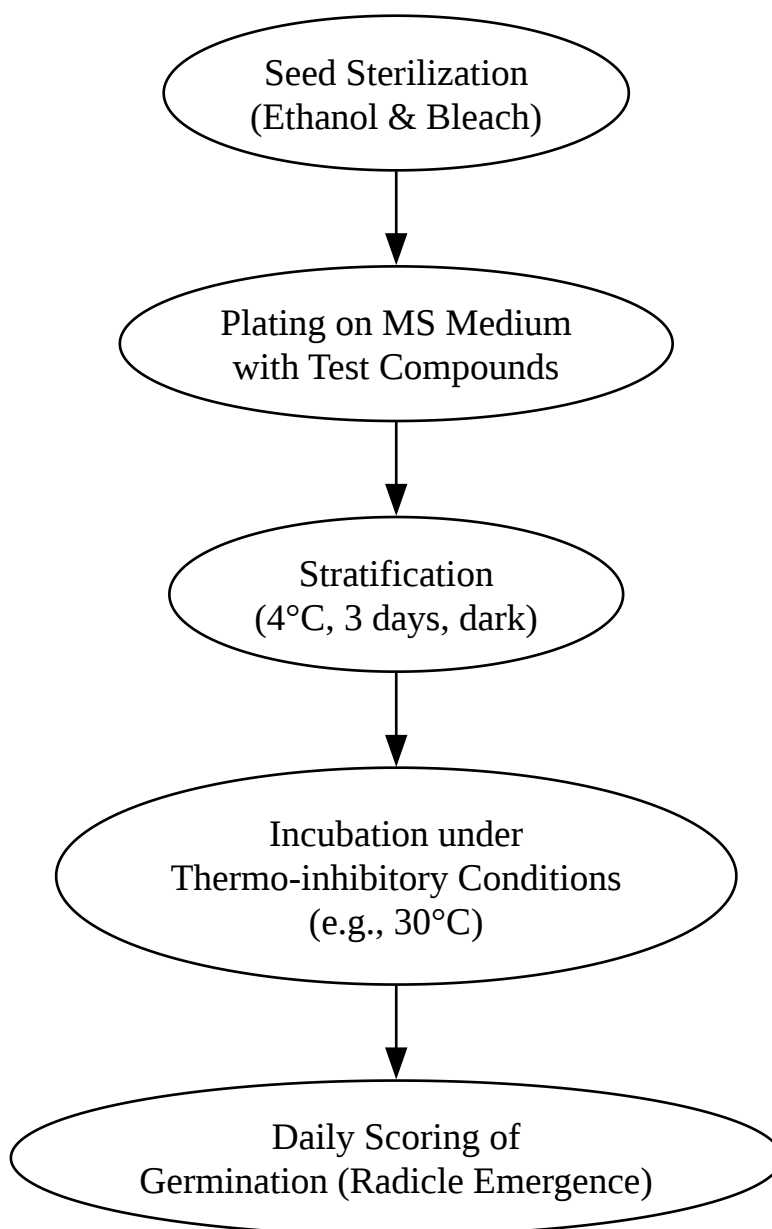 Seed Sterilization
(Ethanol & Bleach)
Plating on MS Medium
with Test Compounds
Stratification
(4°C, 3 days, dark)
Incubation under
Thermo-inhibitory Conditions
(e.g., 30°C)
Daily Scoring of
Germination (Radicle Emergence)